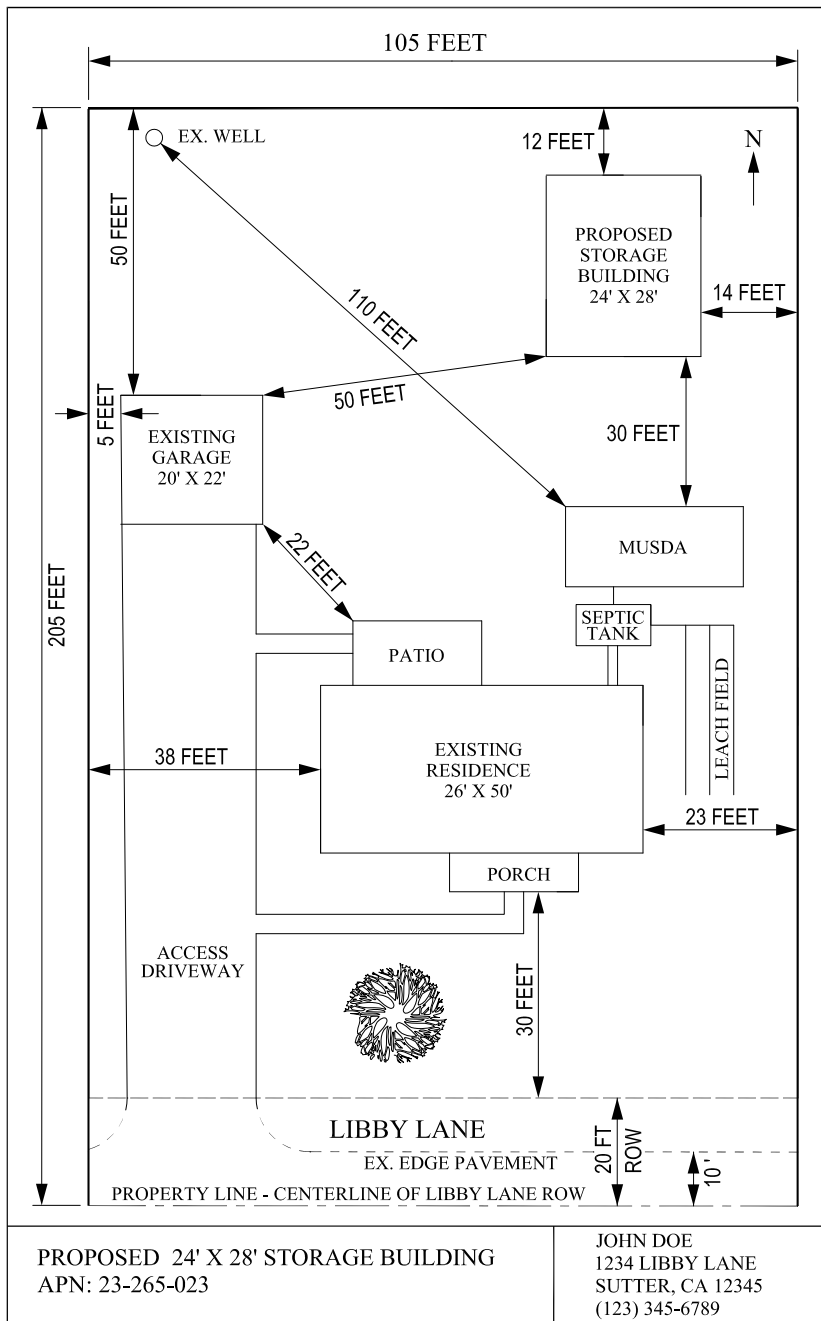 105 FEET
EX. WELL
12 FEET
N
50 FEET
PROPOSED
STORAGE
BUILDING
24' X 28'
14 FEET
110 FEET
50 FEET
5 FEET
EXISTING
GARAGE
20' X 22'
30 FEET
22 FEET
MUSDA
205 FEET
SEPTIC
TANK
PATIO
LEACH FIELD
38 FEET
EXISTING
RESIDENCE
26' X 50'
23 FEET
PORCH
ACCESS
DRIVEWAY
30 FEET
LIBBY LANE
20 FT
ROW
EX. EDGE PAVEMENT
10 '
PROPERTY LINE - CENTERLINE OF LIBBY LANE ROW
PROPOSED 24' X 28' STORAGE BUILDING
APN: 23-265-023
JOHN DOE
1234 LIBBY LANE
SUTTER, CA 12345
(123) 345-6789